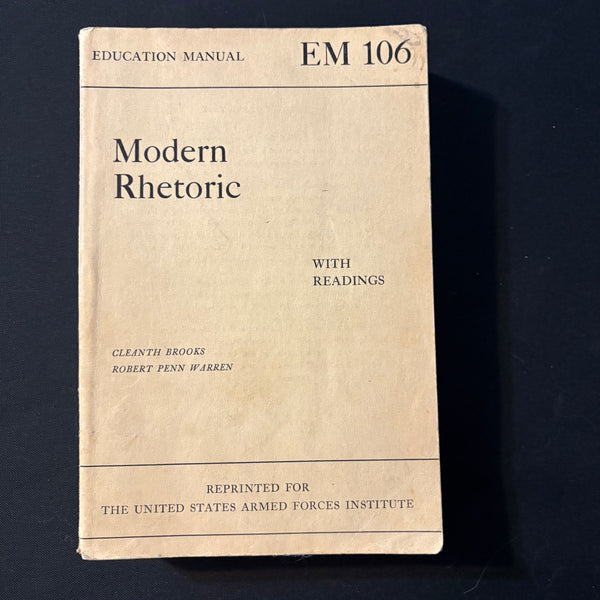 EDUCATION MANUAL EM 106
Modern
Rhetoric
WITH
READINGS
CLEANTH BROOKS
ROBERT PENN WARREN
REPRINTED FOR
THE UNITED STATES ARMED FORCES INSTITUTE